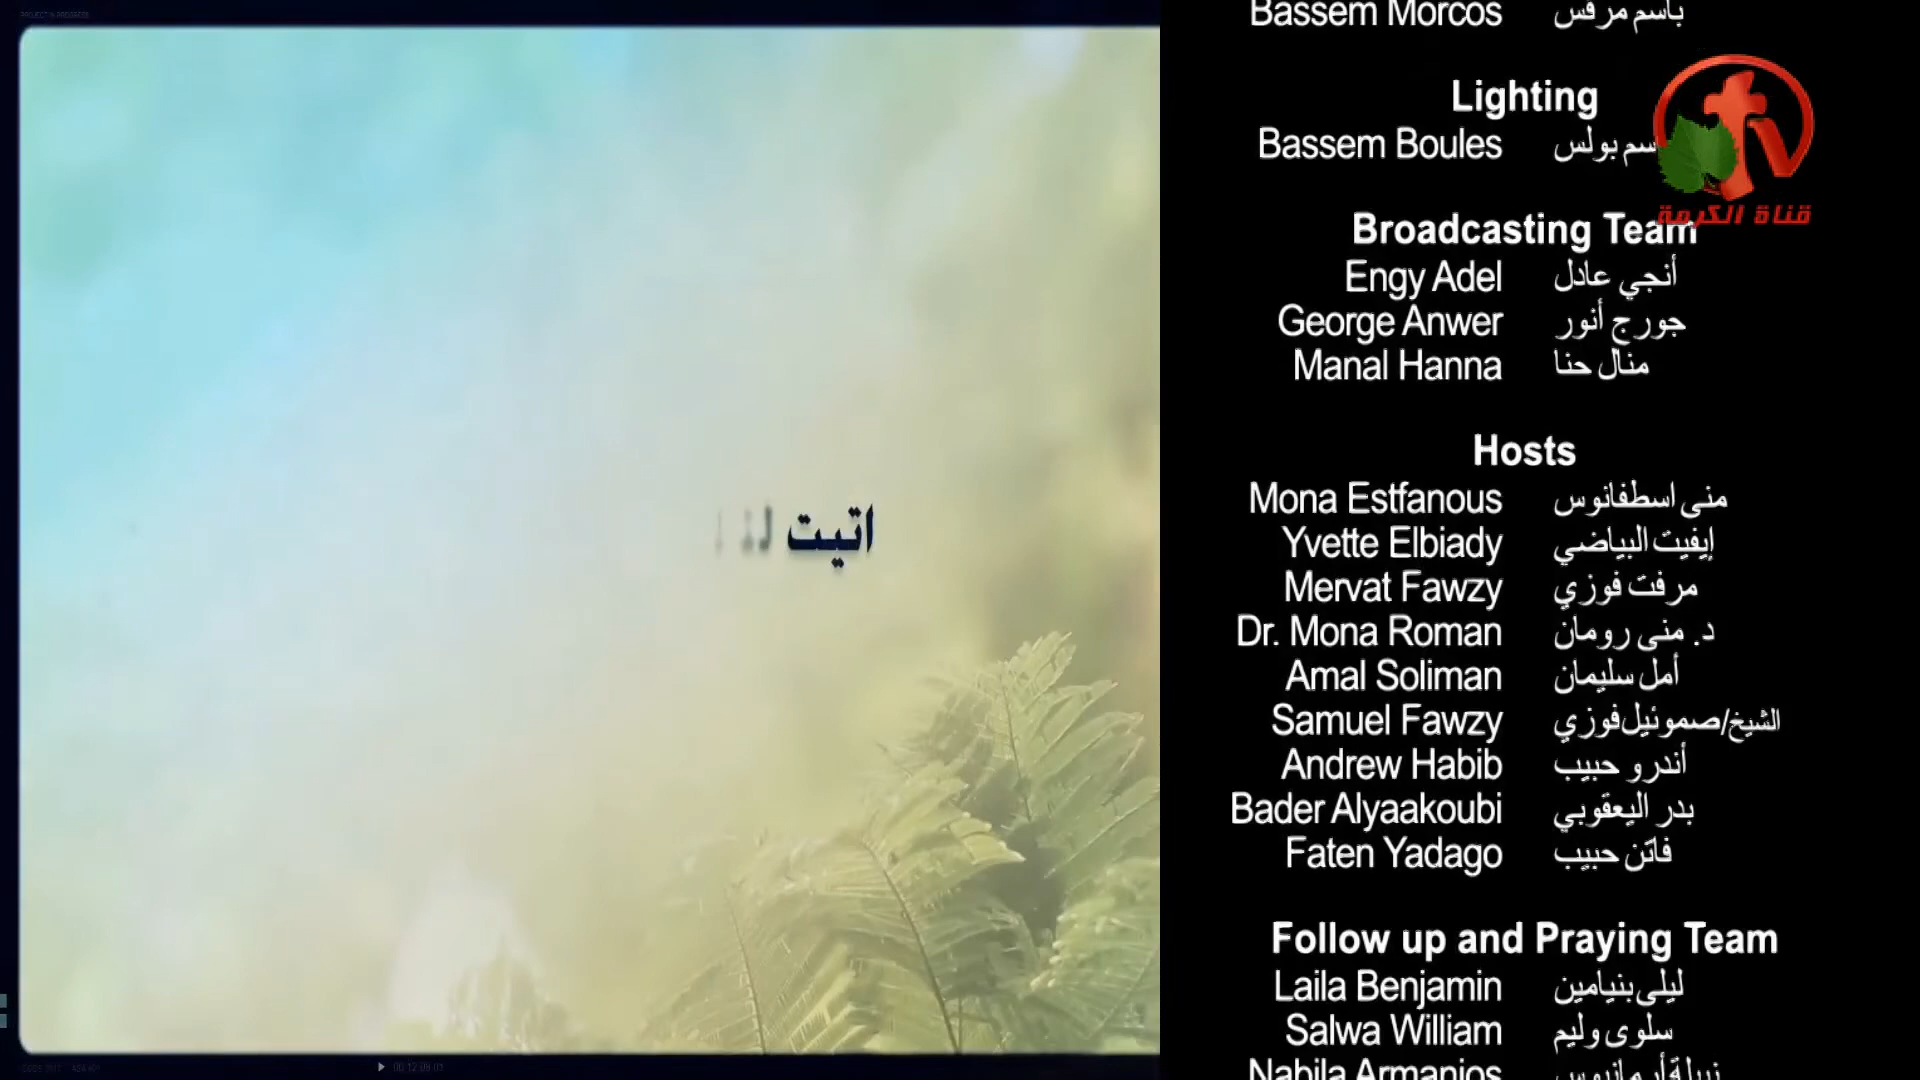 اتيت
Bassem Morcos باسم مرقس
Lighting
Bassem Boules سم بولس
قناة الكرمة
Broadcasting Team
Engy Adel أنجي عادل
George Anwer جورج أنور
Manal Hanna منال حنا
Hosts
Mona Estfanous منى اسطفانوس
Yvette Elbiady إيفيت البياضي
Mervat Fawzy مرفت فوزي
Dr. Mona Roman د. منى رومان
Amal Soliman أمل سليمان
Samuel Fawzy الشيخ/صموئيل فوزي
Andrew Habib أندرو حبيب
Bader Alyaakoubi بدر اليعقوبي
Faten Yadago فاتن حبيب
Follow up and Praying Team
Laila Benjamin ليلى بنيامين
Salwa William سلوى وليم
Nabila Armanios نبيلة أرمانيوس